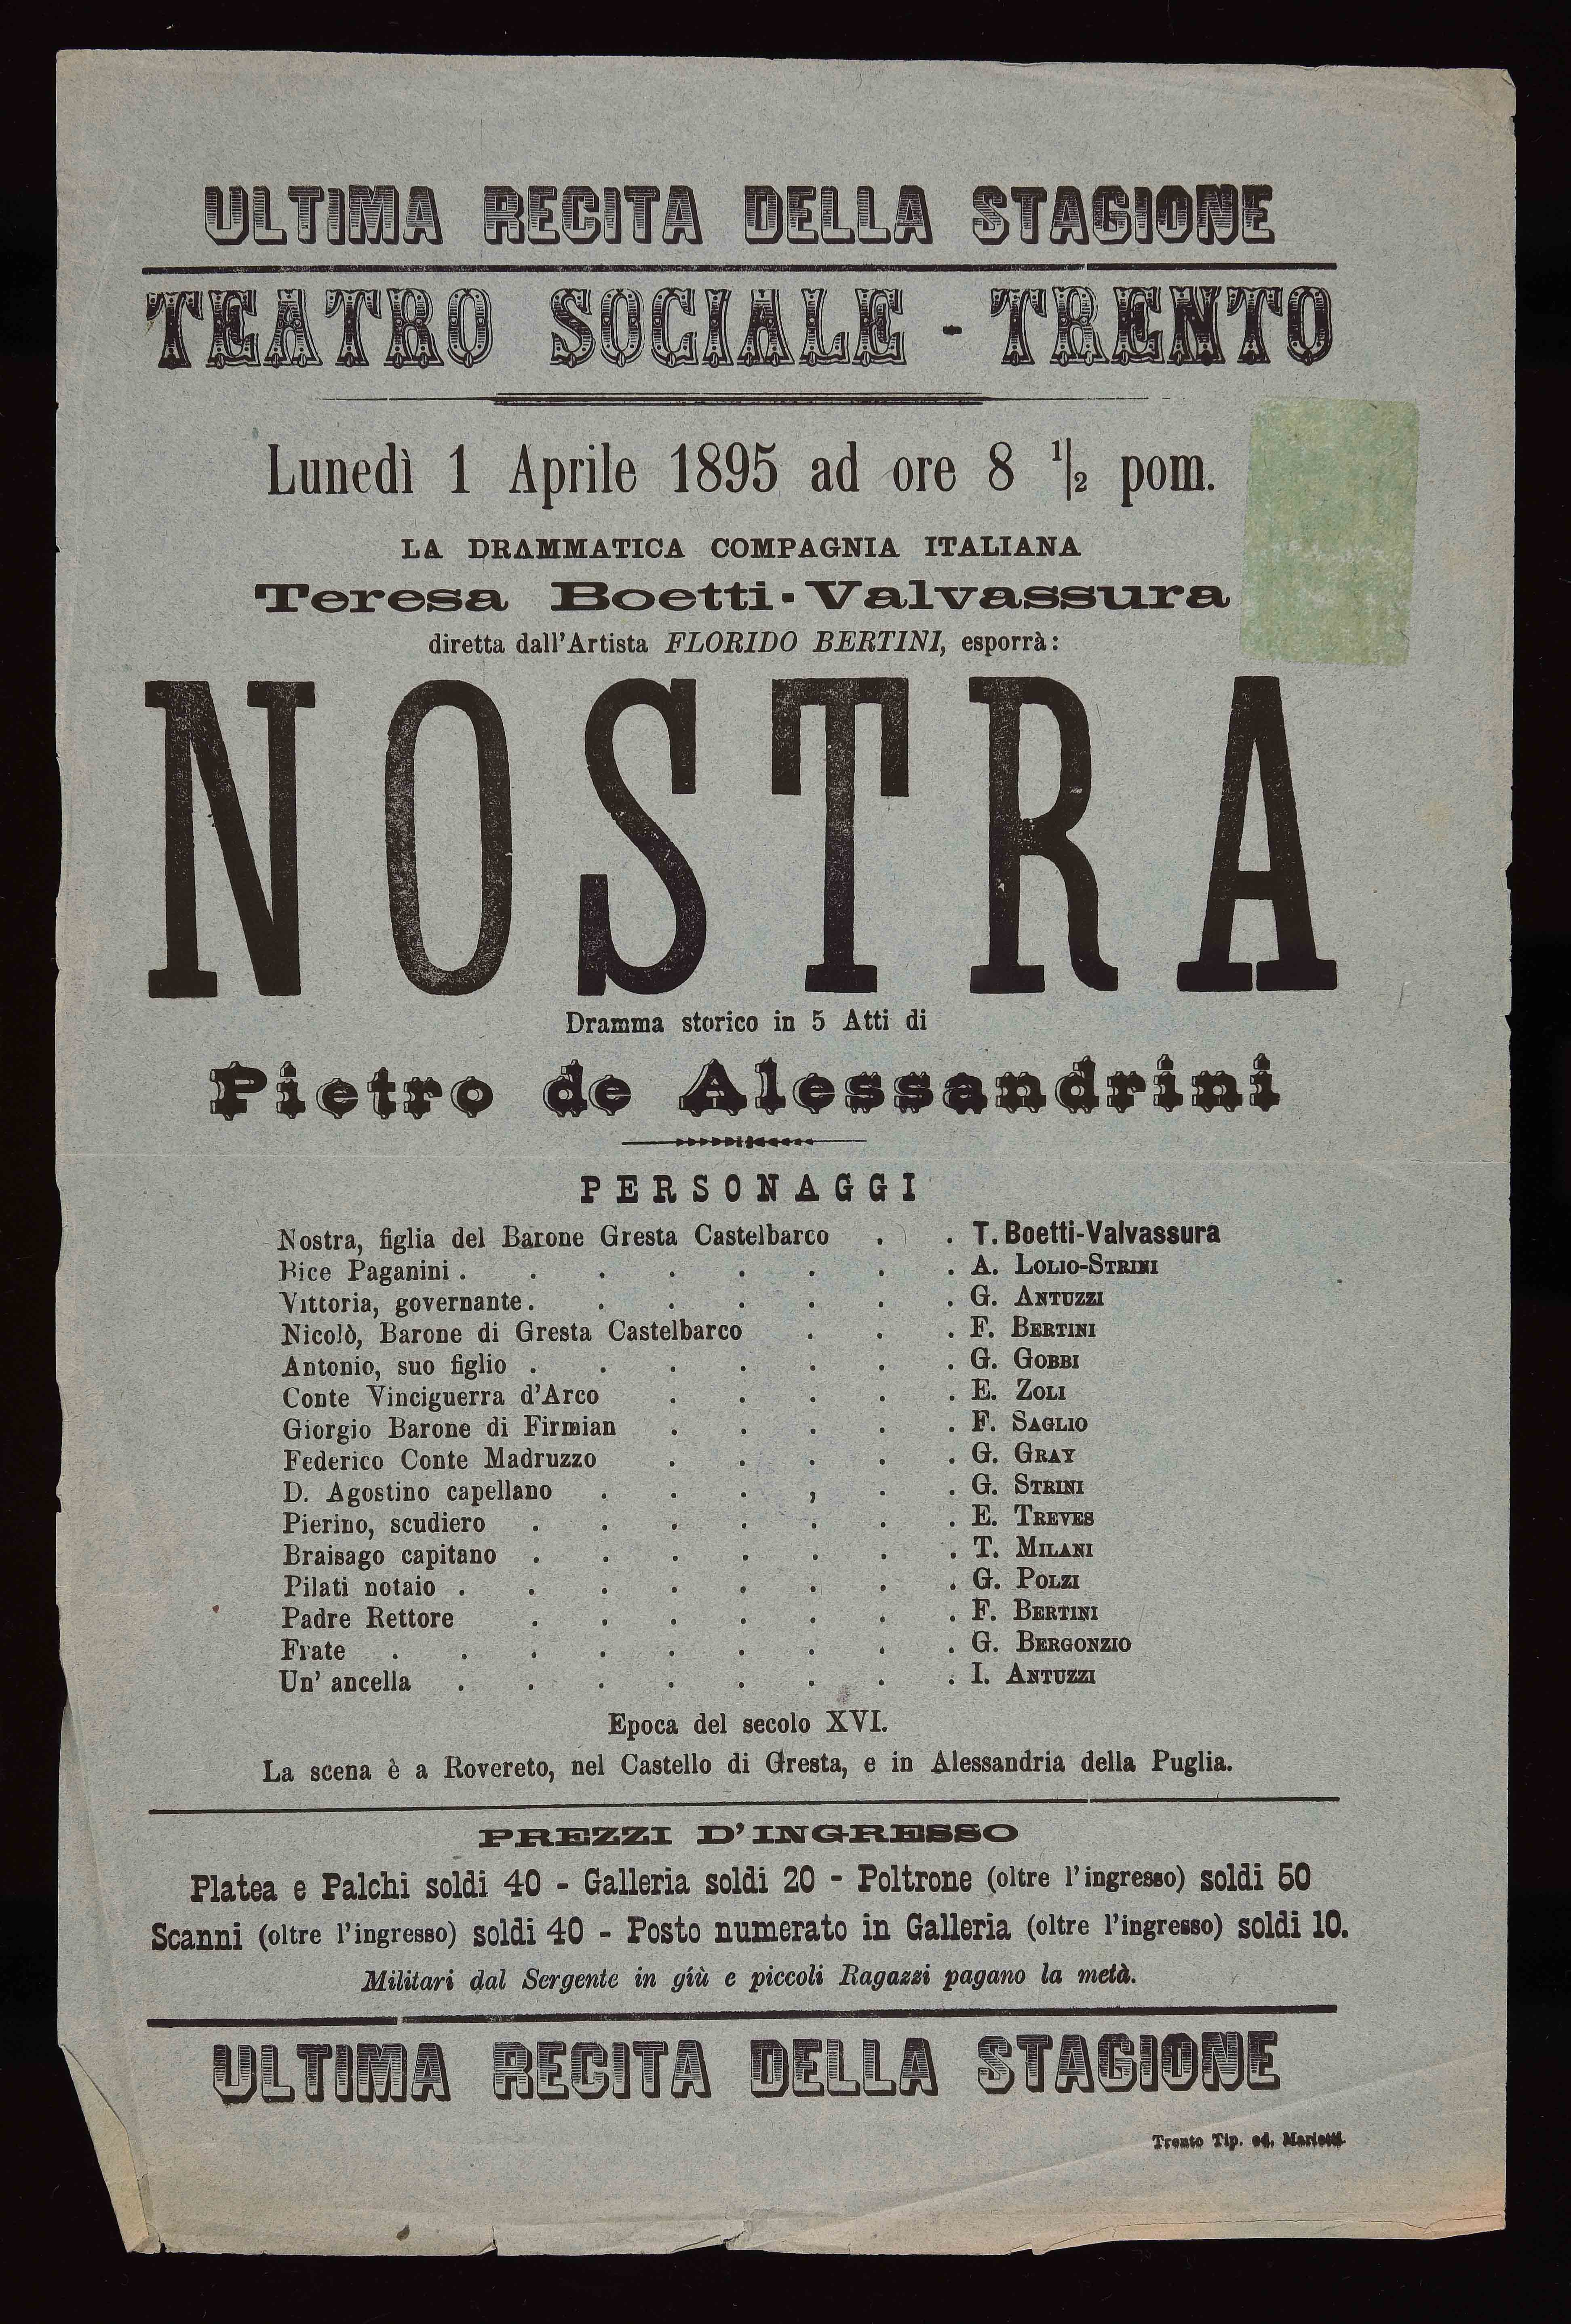 ULTIMA RECITA DELLA STAGIONE
TEATRO SOCIALE - TRENTO
Lunedì 1 Aprile 1895 ad ore 8 1/2 pom.
LA DRAMMATICA COMPAGNIA ITALIANA
Teresa Boetti-Valvassura
diretta dall'Artista FLORIDO BERTINI, esporrà:
NOSTRA
Dramma storico in 5 Atti di
Pietro de Alessandrini
PERSONAGGI
Nostra, figlia del Barone Gresta Castelbarco . . T. Boetti-Valvassura
Bice Paganini . . . . . . . . A. LOLIO-STRINI
Vittoria, governante . . . . . . . G. ANTUZZI
Nicolò, Barone di Gresta Castelbarco . . . F. BERTINI
Antonio, suo figlio . . . . . . . G. GOBBI
Conte Vinciguerra d'Arco . . . . . E. ZOLI
Giorgio Barone di Firmian . . . . . F. SAGLIO
Federico Conte Madruzzo . . . . . G. GRAY
D. Agostino capellano . . . , . . G. STRINI
Pierino, scudiero . . . . . . . E. TREVES
Braisago capitano . . . . . . . T. MILANI
Pilati notaio . . . . . . . . G. POLZI
Padre Rettore . . . . . . . F. BERTINI
Frate . . . . . . . . . G. BERGONZIO
Un' ancella . . . . . . . . I. ANTUZZI
Epoca del secolo XVI.
La scena è a Rovereto, nel Castello di Gresta, e in Alessandria della Puglia.
PREZZI D'INGRESSO
Platea e Palchi soldi 40 - Galleria soldi 20 - Poltrone (oltre l'ingresso) soldi 50
Scanni (oltre l'ingresso) soldi 40 - Posto numerato in Galleria (oltre l'ingresso) soldi 10.
Militari dal Sergente in giù e piccoli Ragazzi pagano la metà.
ULTIMA RECITA DELLA STAGIONE
Trento Tip. ed. Marietti